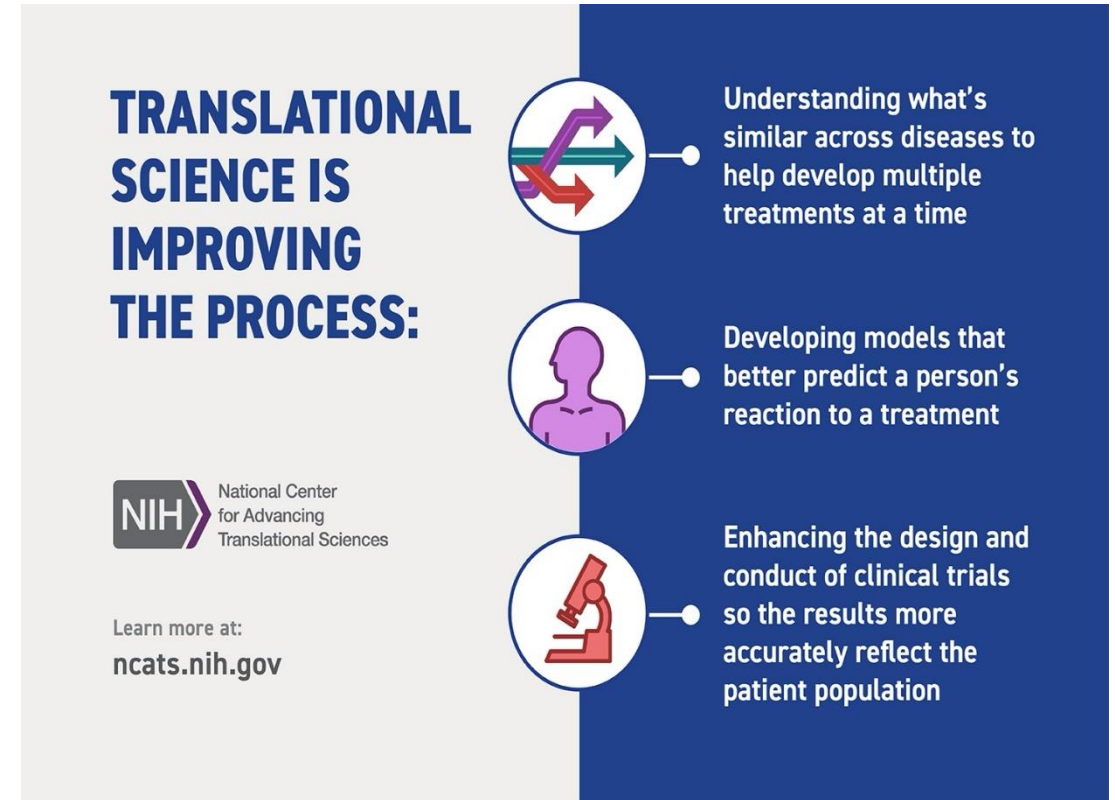 TRANSLATIONAL
SCIENCE IS
IMPROVING
THE PROCESS:
NIH
National Center
for Advancing
Translational Sciences
Learn more at:
ncats.nih.gov
Understanding what's
similar across diseases to
help develop multiple
treatments at a time
Developing models that
better predict a person's
reaction to a treatment
Enhancing the design and
conduct of clinical trials
so the results more
accurately reflect the
patient population